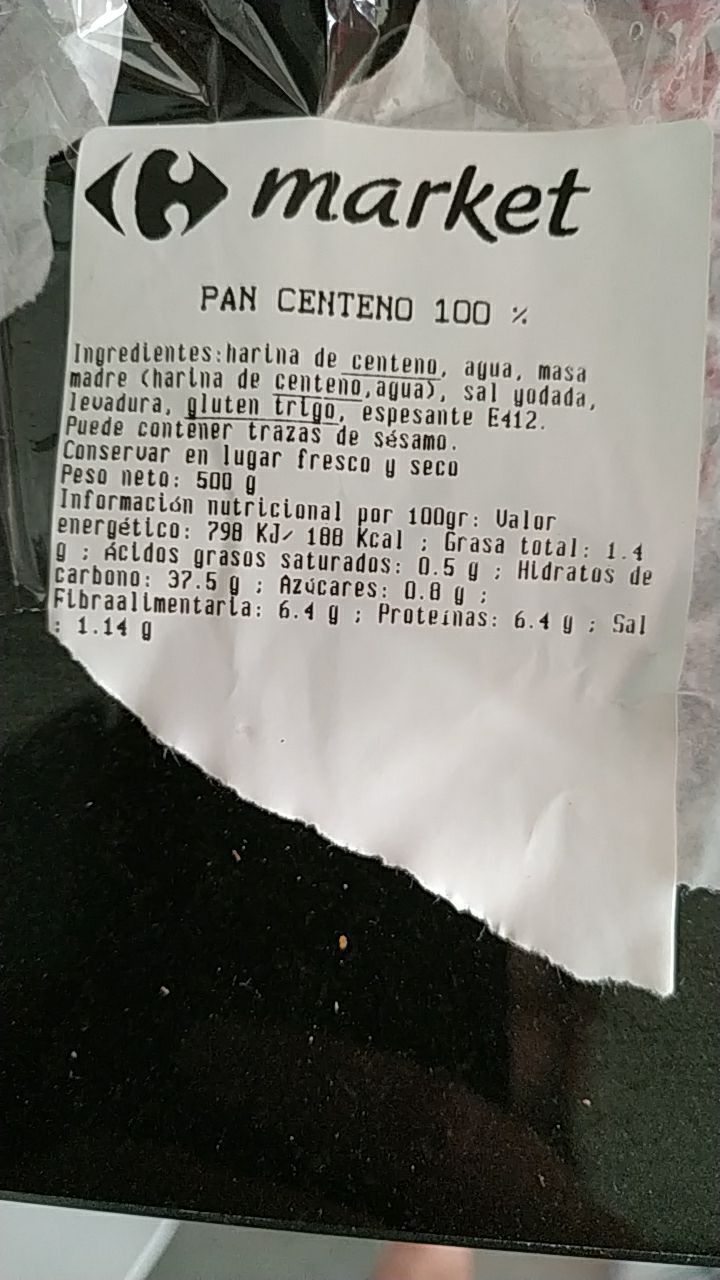 market
PAN CENTENO 100 %
Ingredientes:harina de centeno, agua, masa
madre (harina de centeno,agua), sal yodada,
levadura, gluten trigo, espesante E412.
Puede contener trazas de sésamo.
Conservar en lugar fresco y seco
Peso neto: 500 g
Información nutricional por 100gr: Valor
energético: 798 KJ/ 188 Kcal ; Grasa total: 1.4
g ; Ácidos grasos saturados: 0.5 g ; Hidratos de
carbono: 37.5 g ; Azúcares: 0.8 g ;
Fibraalimentaria: 6.4 g ; Proteínas: 6.4 g ; Sal
: 1.14 g